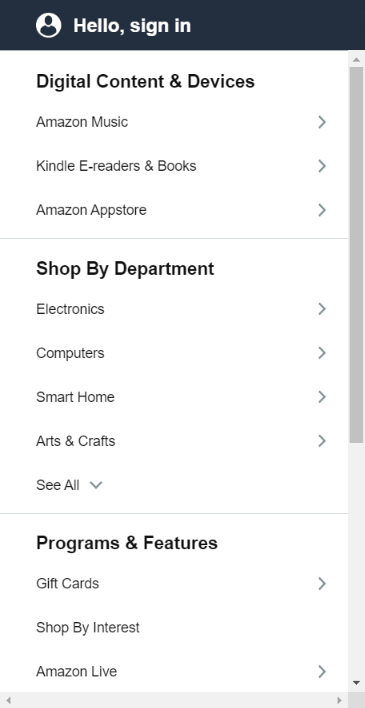 Hello, sign in
Digital Content & Devices
Amazon Music
Kindle E-readers & Books
Amazon Appstore
Shop By Department
Electronics
Computers
Smart Home
Arts & Crafts
See All
Programs & Features
Gift Cards
Shop By Interest
Amazon Live